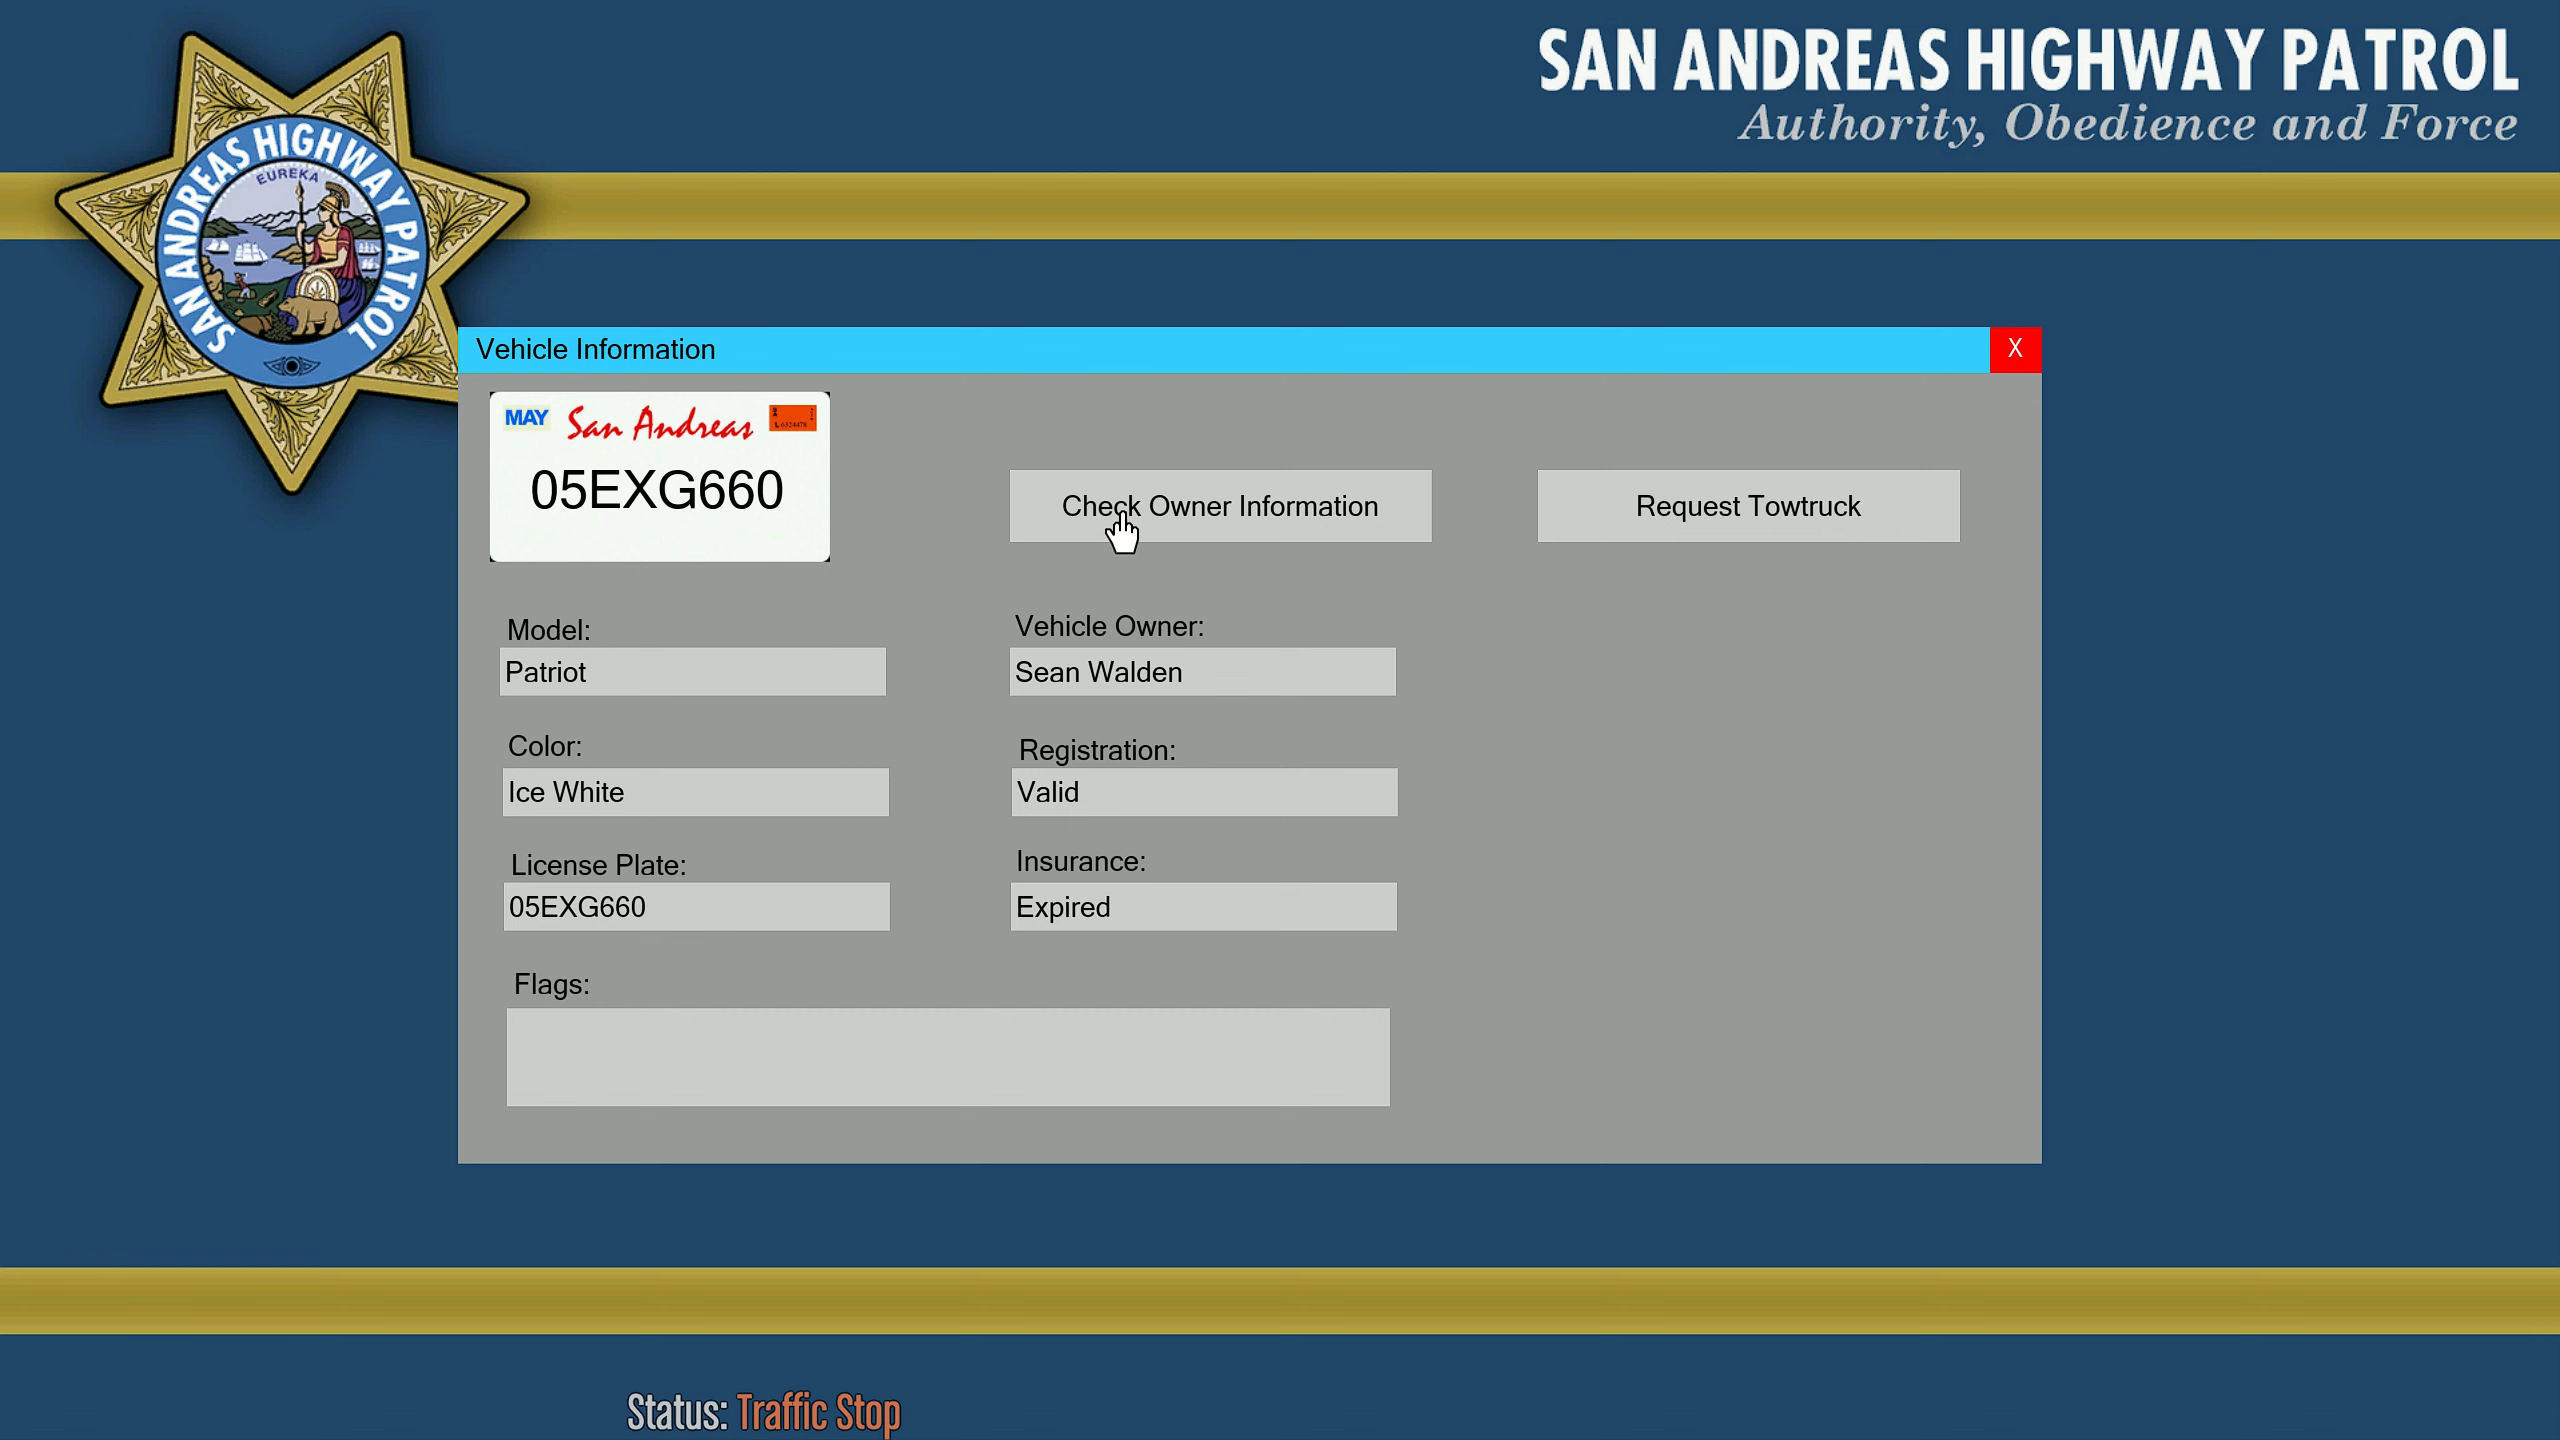 SAN ANDREAS HIGHWAY PATROL
Authority, Obedience and Force
SAN ANDREAS HIGHWAY PATROL
EUREKA
Vehicle Information
X
MAY
San Andreas
L 6324478
05EXG660
Check Owner Information
Request Towtruck
Model:
Patriot
Vehicle Owner:
Sean Walden
Color:
Ice White
Registration:
Valid
License Plate:
05EXG660
Insurance:
Expired
Flags:
Status: Traffic Stop